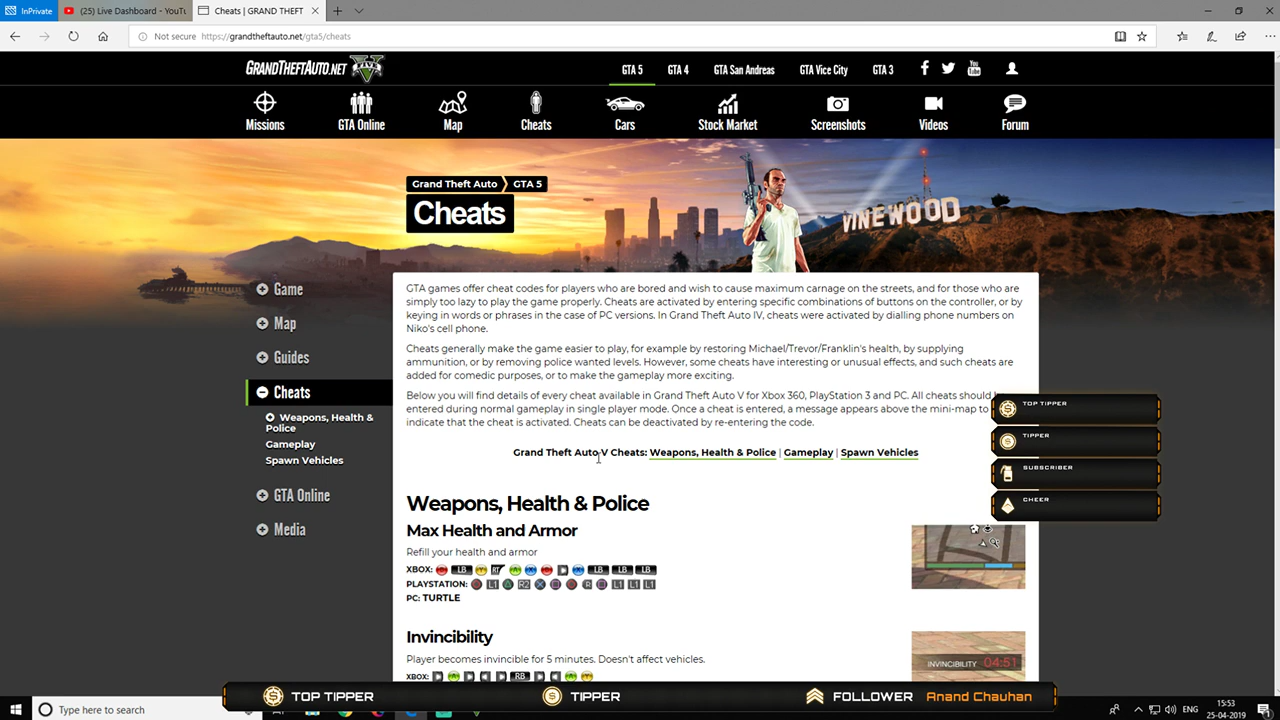 InPrivate
(25) Live Dashboard - YouTu
Cheats | GRAND THEFT
Not secure
https://grandtheftauto.net/gta5/cheats
GRANDTHEFTAUTO.NET
GTA 5
GTA 4
GTA San Andreas
GTA Vice City
GTA 3
You Tube
Missions
GTA Online
Map
Cheats
Cars
Stock Market
Screenshots
Videos
Forum
Grand Theft Auto
GTA 5
Cheats
VINEWOOD
Game
Map
Guides
Cheats
Weapons, Health &
Police
Gameplay
Spawn Vehicles
GTA Online
Media
GTA games offer cheat codes for players who are bored and wish to cause maximum carnage on the streets, and for those who are
simply too lazy to play the game properly. Cheats are activated by entering specific combinations of buttons on the controller, or by
keying in words or phrases in the case of PC versions. In Grand Theft Auto IV, cheats were activated by dialling phone numbers on
Niko's cell phone.
Cheats generally make the game easier to play, for example by restoring Michael/Trevor/Franklin's health, by supplying
ammunition, or by removing police wanted levels. However, some cheats have interesting or unusual effects, and such cheats are
added for comedic purposes, or to make the gameplay more exciting.
Below you will find details of every cheat available in Grand Theft Auto V for Xbox 360, PlayStation 3 and PC. All cheats should
entered during normal gameplay in single player mode. Once a cheat is entered, a message appears above the mini-map to
indicate that the cheat is activated. Cheats can be deactivated by re-entering the code.
Grand Theft Auto V Cheats: Weapons, Health & Police | Gameplay | Spawn Vehicles
Weapons, Health & Police
Max Health and Armor
Refill your health and armor
XBOX: LB RT LB LB LB
PLAYSTATION: L1 R2 L1 L1 L1
PC: TURTLE
Invincibility
Player becomes invincible for 5 minutes. Doesn't affect vehicles.
XBOX: RB
INVINCIBILITY 04:51
TOP TIPPER
TIPPER
SUBSCRIBER
CHEER
TOP TIPPER
TIPPER
FOLLOWER
Anand Chauhan
Type here to search
ENG
15:53
25-04-2019